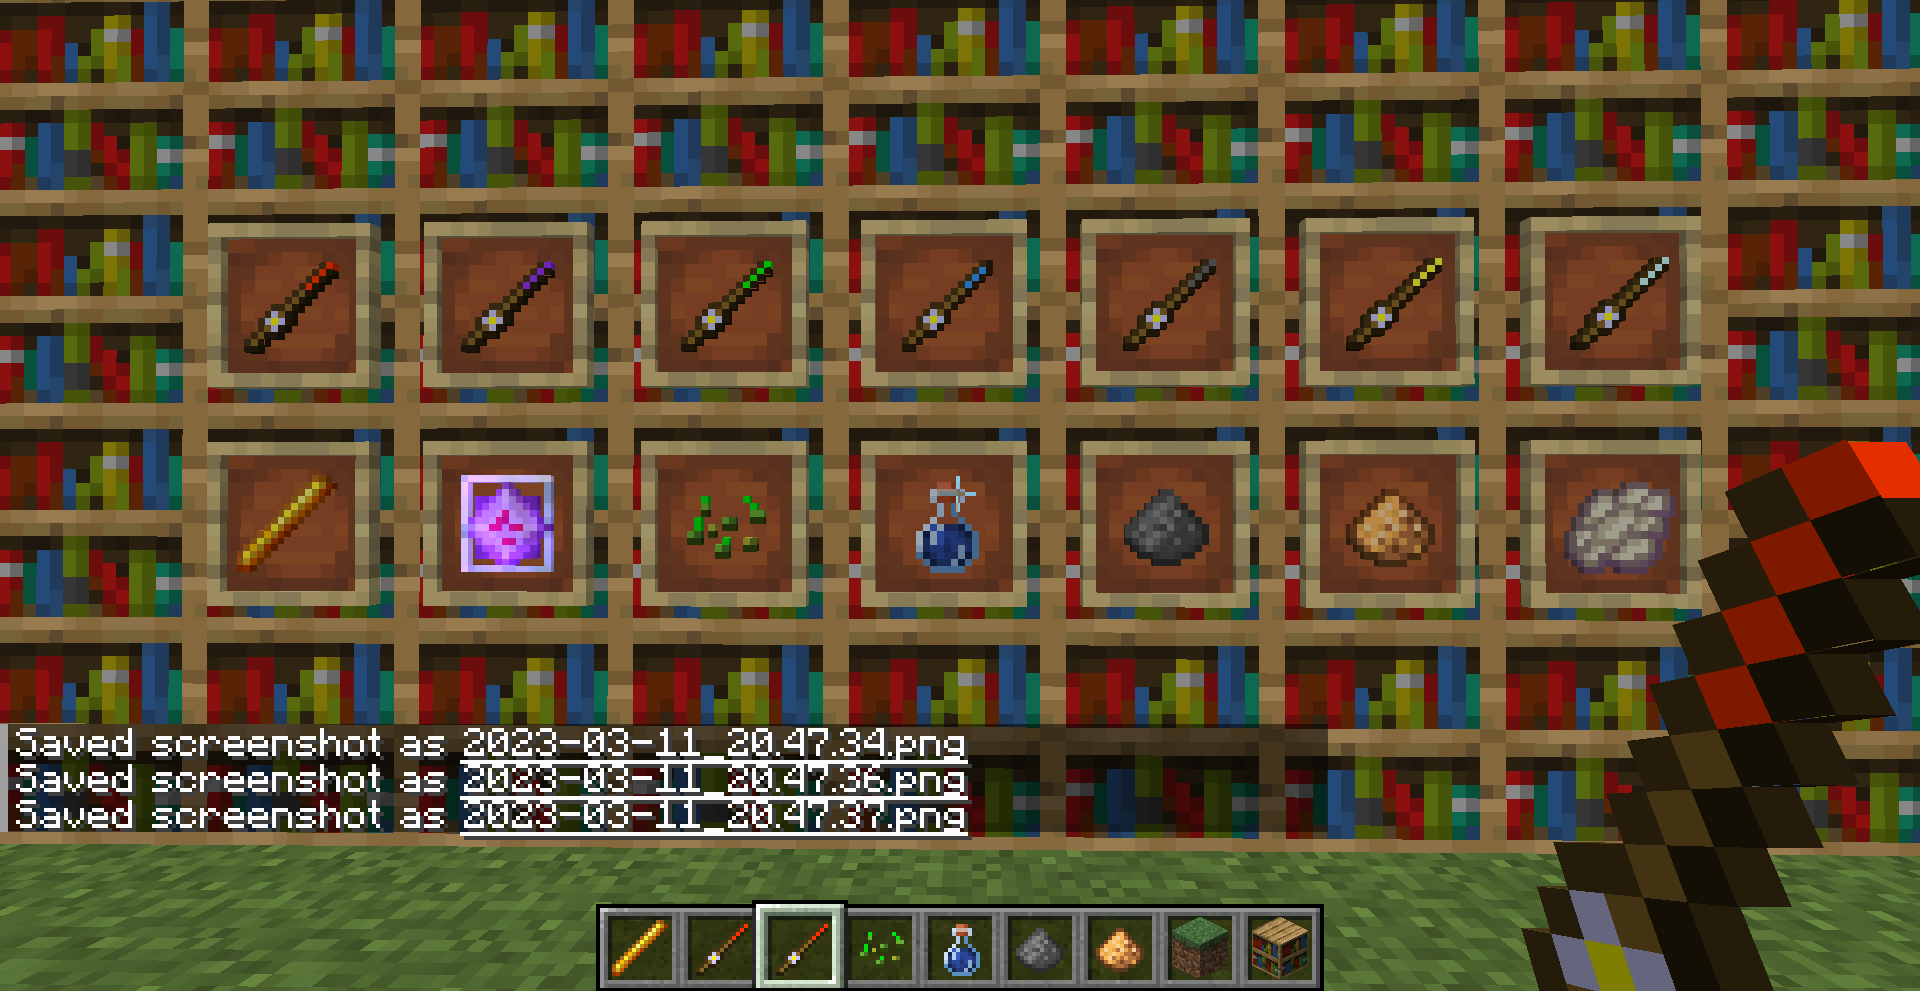 Saved screenshot as 2023-03-11_20.47.34.png
Saved screenshot as 2023-03-11_20.47.36.png
Saved screenshot as 2023-03-11_20.47.37.png